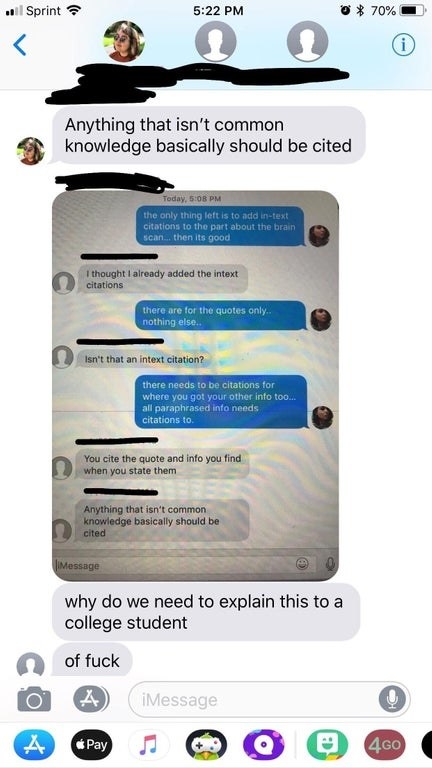 Sprint 5:22 PM 70%
Anything that isn't common
knowledge basically should be cited
Today, 5:08 PM
the only thing left is to add in-text
citations to the part about the brain
scan... then its good
I thought I already added the intext
citations
there are for the quotes only..
nothing else..
Isn't that an intext citation?
there needs to be citations for
where you got your other info too...
all paraphrased info needs
citations to.
You cite the quote and info you find
when you state them
Anything that isn't common
knowledge basically should be
cited
iMessage
why do we need to explain this to a
college student
of fuck
iMessage
Pay
4GO